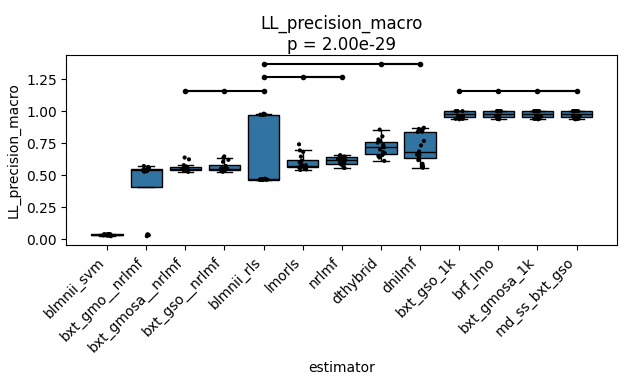 LL_precision_macro
p = 2.00e-29
LL_precision_macro
1.25
1.00
0.75
0.50
0.25
0.00
blmnii_svm
bxt_gmo__nrlmf
bxt_gmosa__nrlmf
bxt_gso__nrlmf
blmnii_rls
lmorls
nrlmf
dthybrid
dnilmf
bxt_gso_1k
brf_lmo
bxt_gmosa_1k
md_ss_bxt_gso
estimator